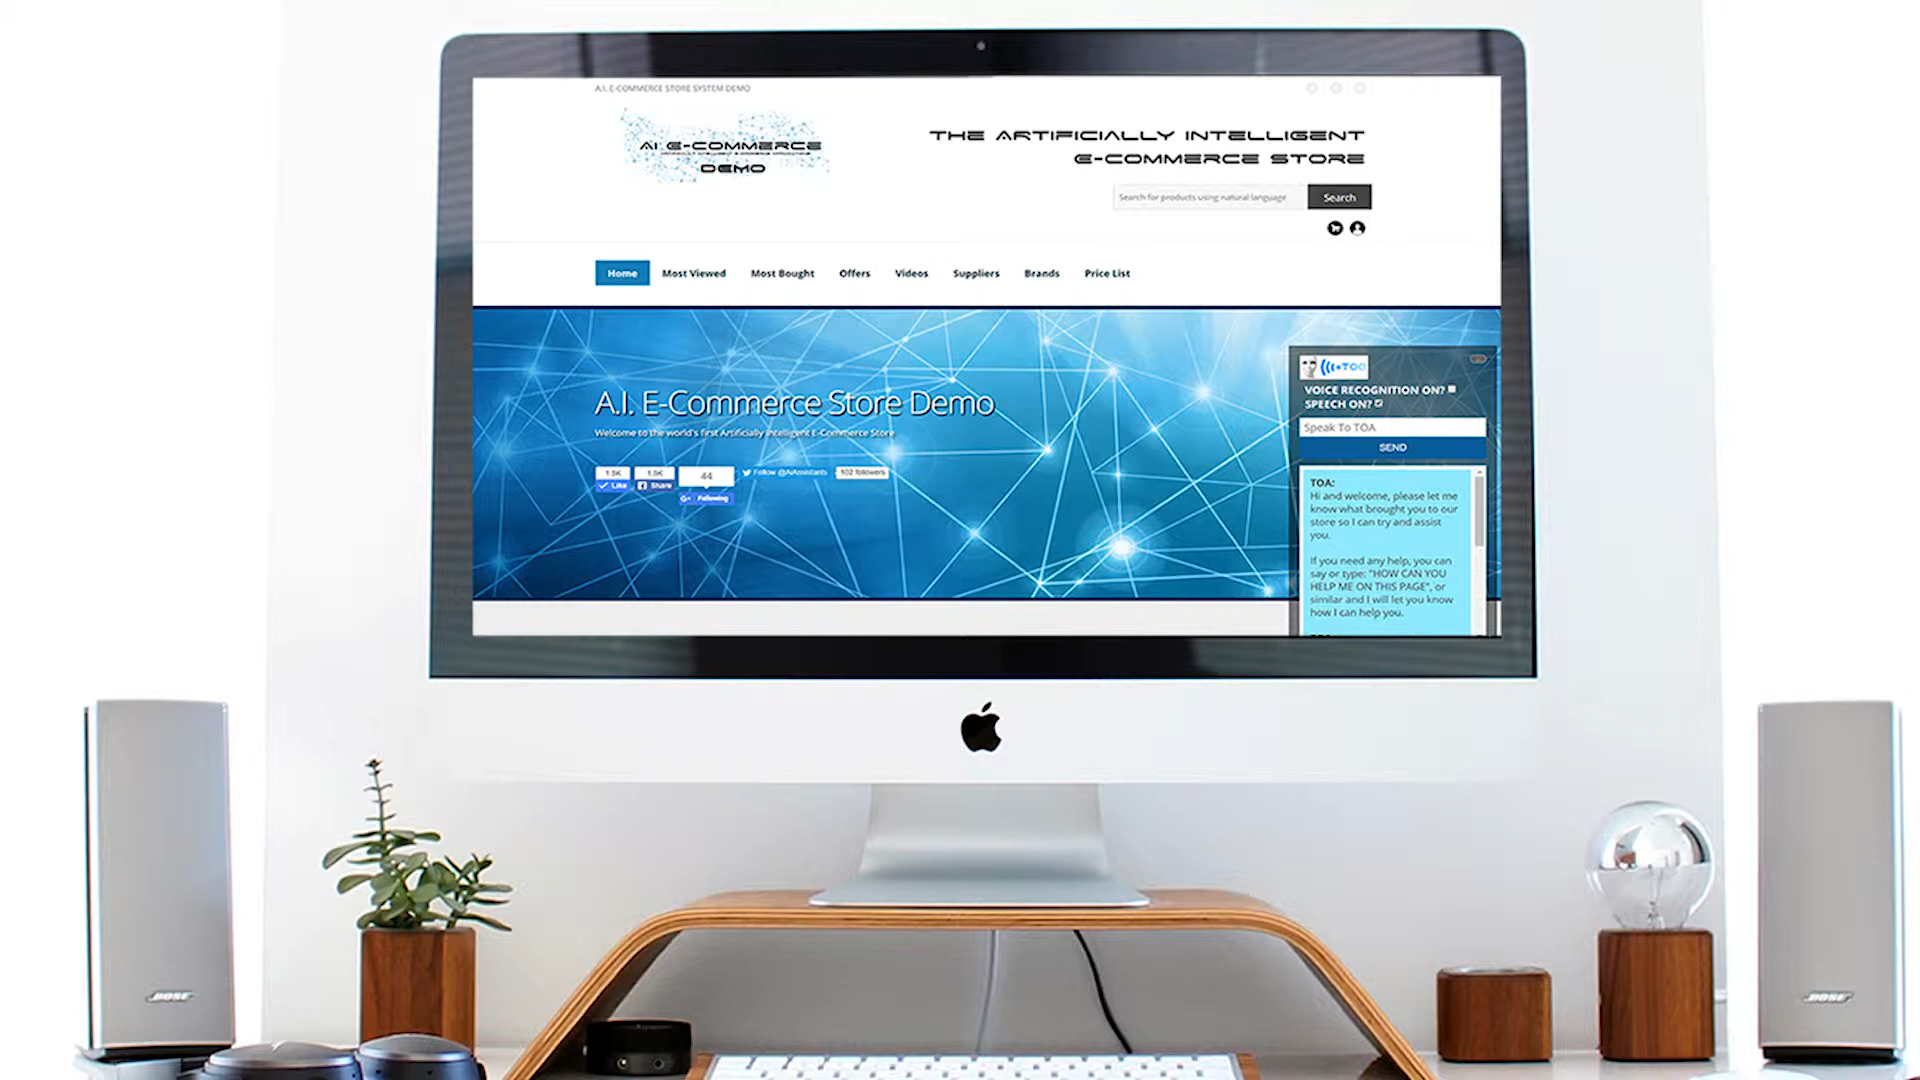 A.I. E-COMMERCE STORE SYSTEM DEMO
A.I. E-COMMERCE
DEMO
THE ARTIFICIALLY INTELLIGENT
E-COMMERCE STORE
Search for products using natural language
Search
Home Most Viewed Most Bought Offers Videos Suppliers Brands Price List
A.I. E-Commerce Store Demo
Welcome to the world's first Artificially Intelligent E-Commerce Store
1.5K 1.5K 44 Follow @AiAssistants 102 followers
Like Share
G+ Following
TOA
VOICE RECOGNITION ON?
SPEECH ON?
Speak To TOA
SEND
TOA:
Hi and welcome, please let me
know what brought you to our
store so I can try and assist
you.
If you need any help, you can
say or type: "HOW CAN YOU
HELP ME ON THIS PAGE", or
similar and I will let you know
how I can help you.
BOSE
BOSE